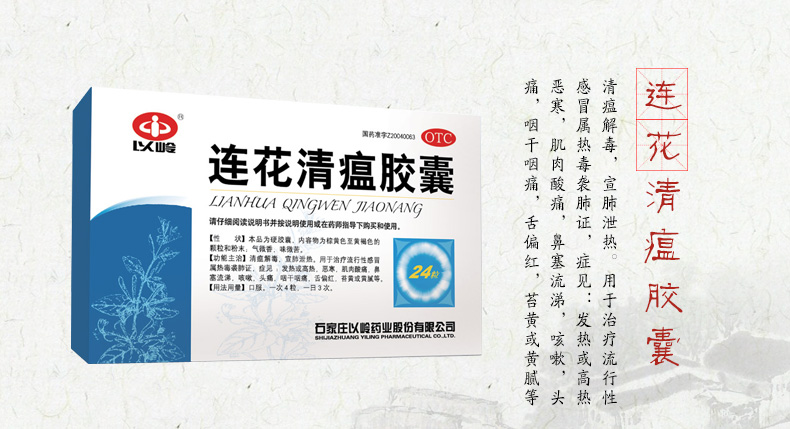 以岭
®
国药准字Z20040063
OTC
连花清瘟胶囊
LIANHUA QINGWEN JIAONANG
请仔细阅读说明书并按说明使用或在药师指导下购买和使用。
【性 状】本品为硬胶囊，内容物为棕黄色至黄褐色的
颗粒和粉末，气微香，味微苦。
【功能主治】清瘟解毒，宣肺泄热。用于治疗流行性感冒
属热毒袭肺证，症见：发热或高热，恶寒，肌肉酸痛，鼻
塞流涕，咳嗽，头痛，咽干咽痛，舌偏红，苔黄或黄腻等。
【用法用量】口服。一次4粒，一日3次。
24粒
石家庄以岭药业股份有限公司
SHIJIAZHUANG YILING PHARMACEUTICAL CO.,LTD.
连花清瘟胶囊
清瘟解毒，宣肺泄热。用于治疗流行性
感冒属热毒袭肺证，症见：发热或高热
恶寒，肌肉酸痛，鼻塞流涕，咳嗽，头
痛，咽干咽痛，舌偏红，苔黄或黄腻等